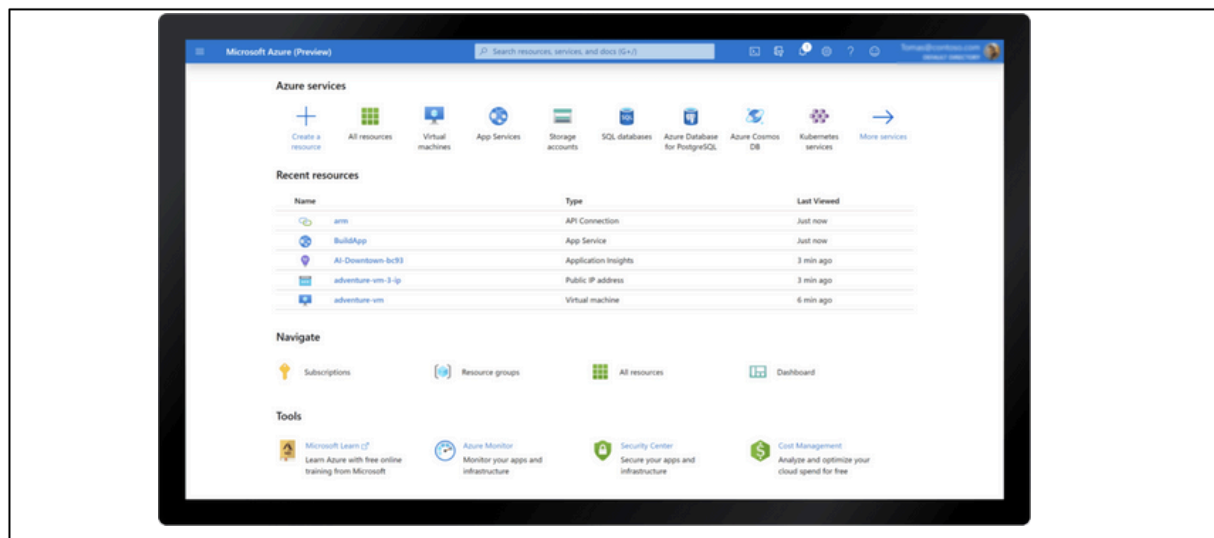 Microsoft Azure (Preview)
Search resources, services, and docs (G+/)
1
Azure services
Create a resource
All resources
Virtual machines
App Services
Storage accounts
SQL databases
Azure Database for PostgreSQL
Azure Cosmos DB
Kubernetes services
More services
Recent resources
Name Type Last Viewed
arm API Connection Just now
BuildApp App Service Just now
AI-Downtown-bc93 Application Insights 3 min ago
adventure-vm-3-ip Public IP address 3 min ago
adventure-vm Virtual machine 6 min ago
Navigate
Subscriptions
Resource groups
All resources
Dashboard
Tools
Microsoft Learn
Learn Azure with free online
training from Microsoft
Azure Monitor
Monitor your apps and
infrastructure
Security Center
Secure your apps and
infrastructure
Cost Management
Analyze and optimize your
cloud spend for free